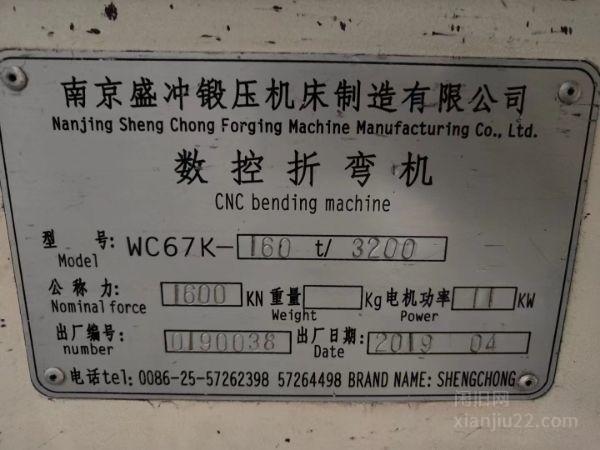 南京盛冲锻压机床制造有限公司
Nanjing Sheng Chong Forging Machine Manufacturing Co., Ltd.
数控折弯机
CNC bending machine
型号: WC67K-160 t/ 3200
Model
公称力: 1600 KN 重量 Kg 电机功率 11 KW
Nominal force Weight Power
出厂编号: 0190038 出厂日期: 2019 04
number Date
电话tel: 0086-25-57262398 57264498 BRAND NAME: SHENGCHONG
闲旧网
xianjiu22.com